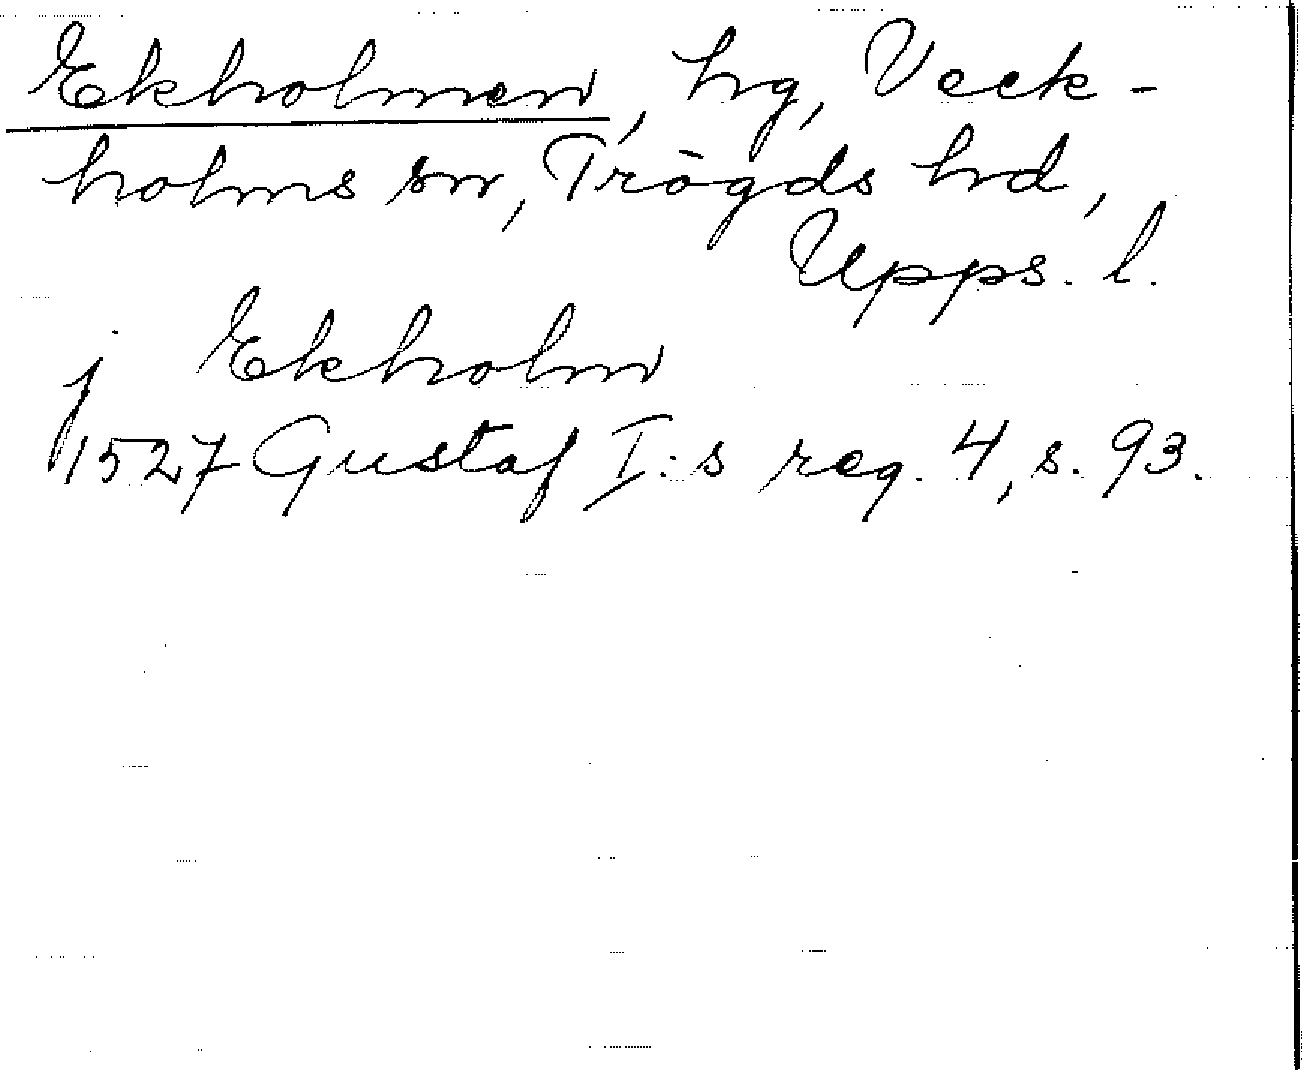 Ekholmen, hg, Veck-
holms sn, Trögds hd,
Upps. l.
j Ekholm
1527 Gustaf I:s reg. 4, s. 93.